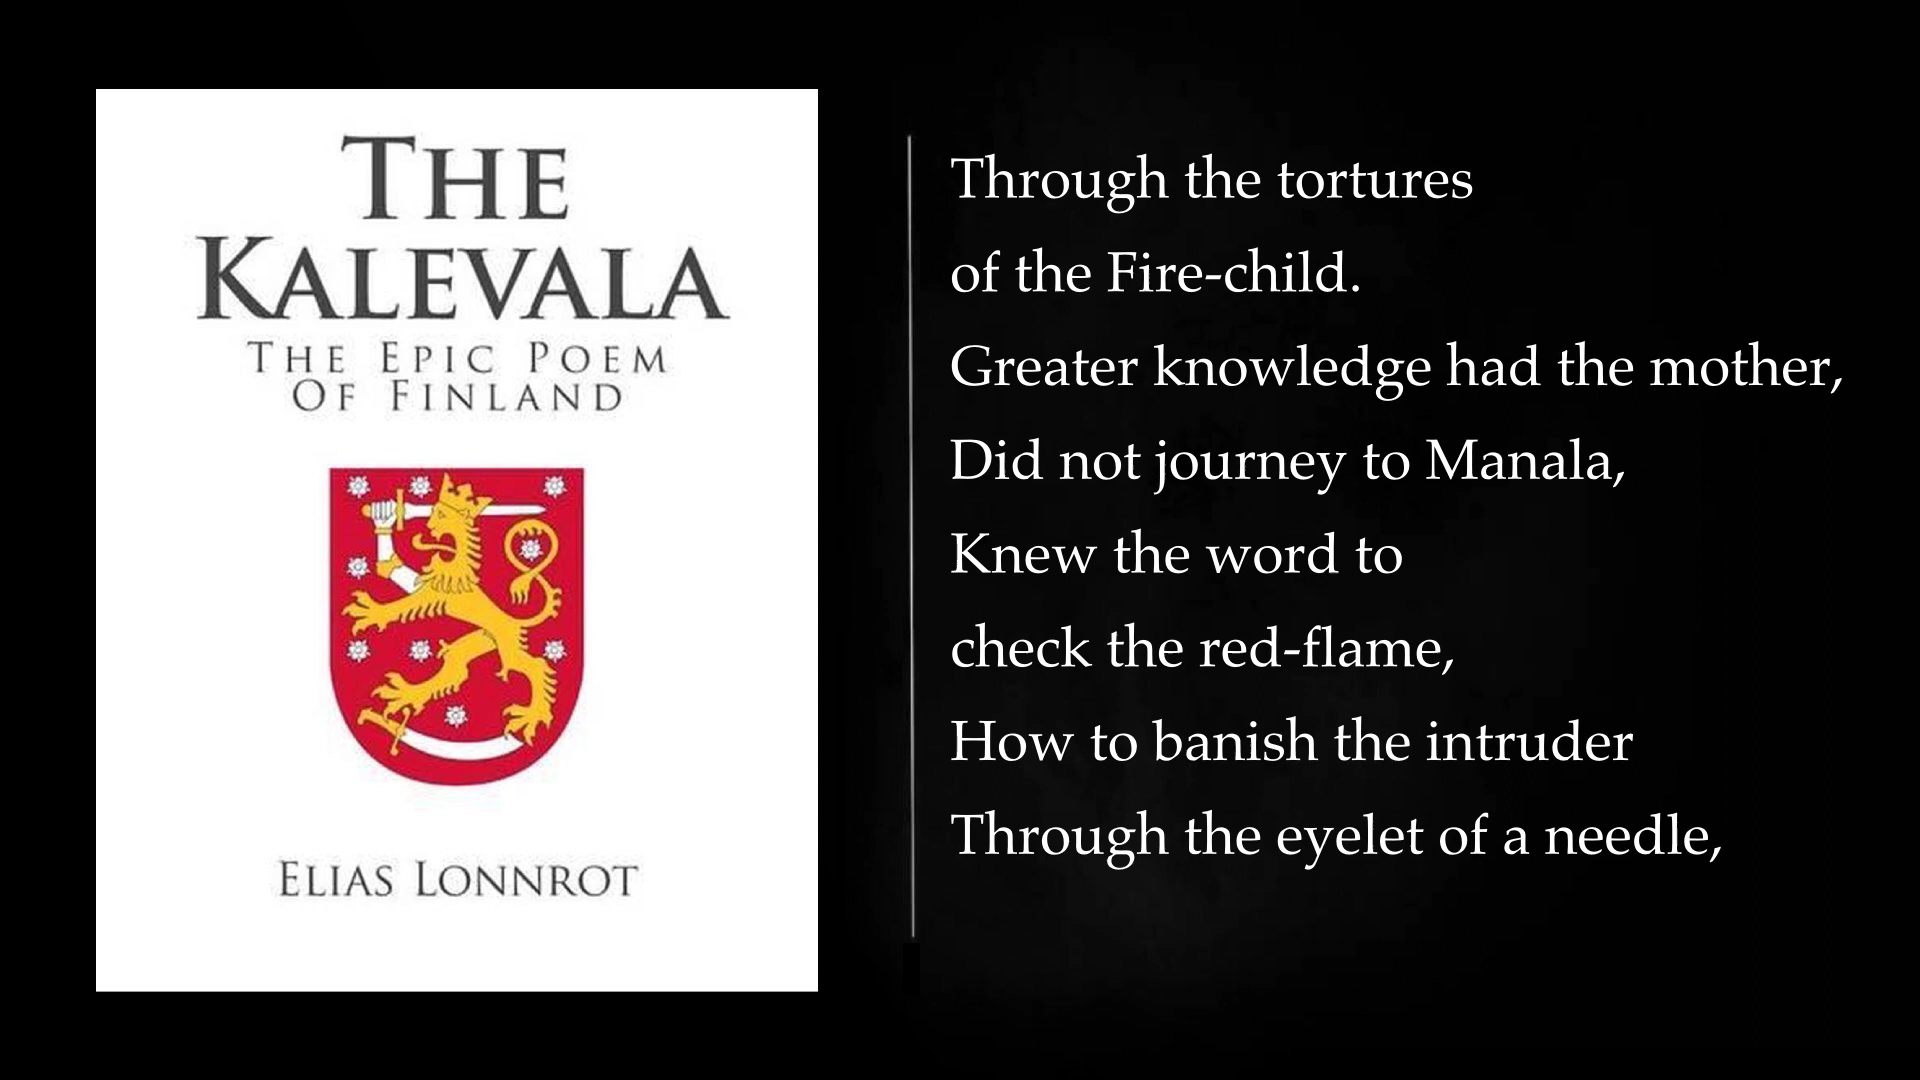 THE
KALEVALA
THE EPIC POEM
OF FINLAND
ELIAS LONNROT
Through the tortures
of the Fire-child.
Greater knowledge had the mother,
Did not journey to Manala,
Knew the word to
check the red-flame,
How to banish the intruder
Through the eyelet of a needle,